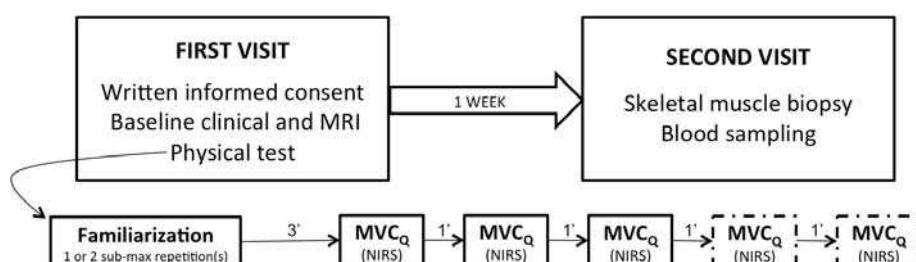 FIRST VISIT
Written informed consent
Baseline clinical and MRI
Physical test
1 WEEK
SECOND VISIT
Skeletal muscle biopsy
Blood sampling
Familiarization
1 or 2 sub-max repetition(s)
3'
MVCQ
(NIRS)
1'
MVCQ
(NIRS)
1'
MVCQ
(NIRS)
1'
MVCQ
(NIRS)
1'
MVCQ
(NIRS)